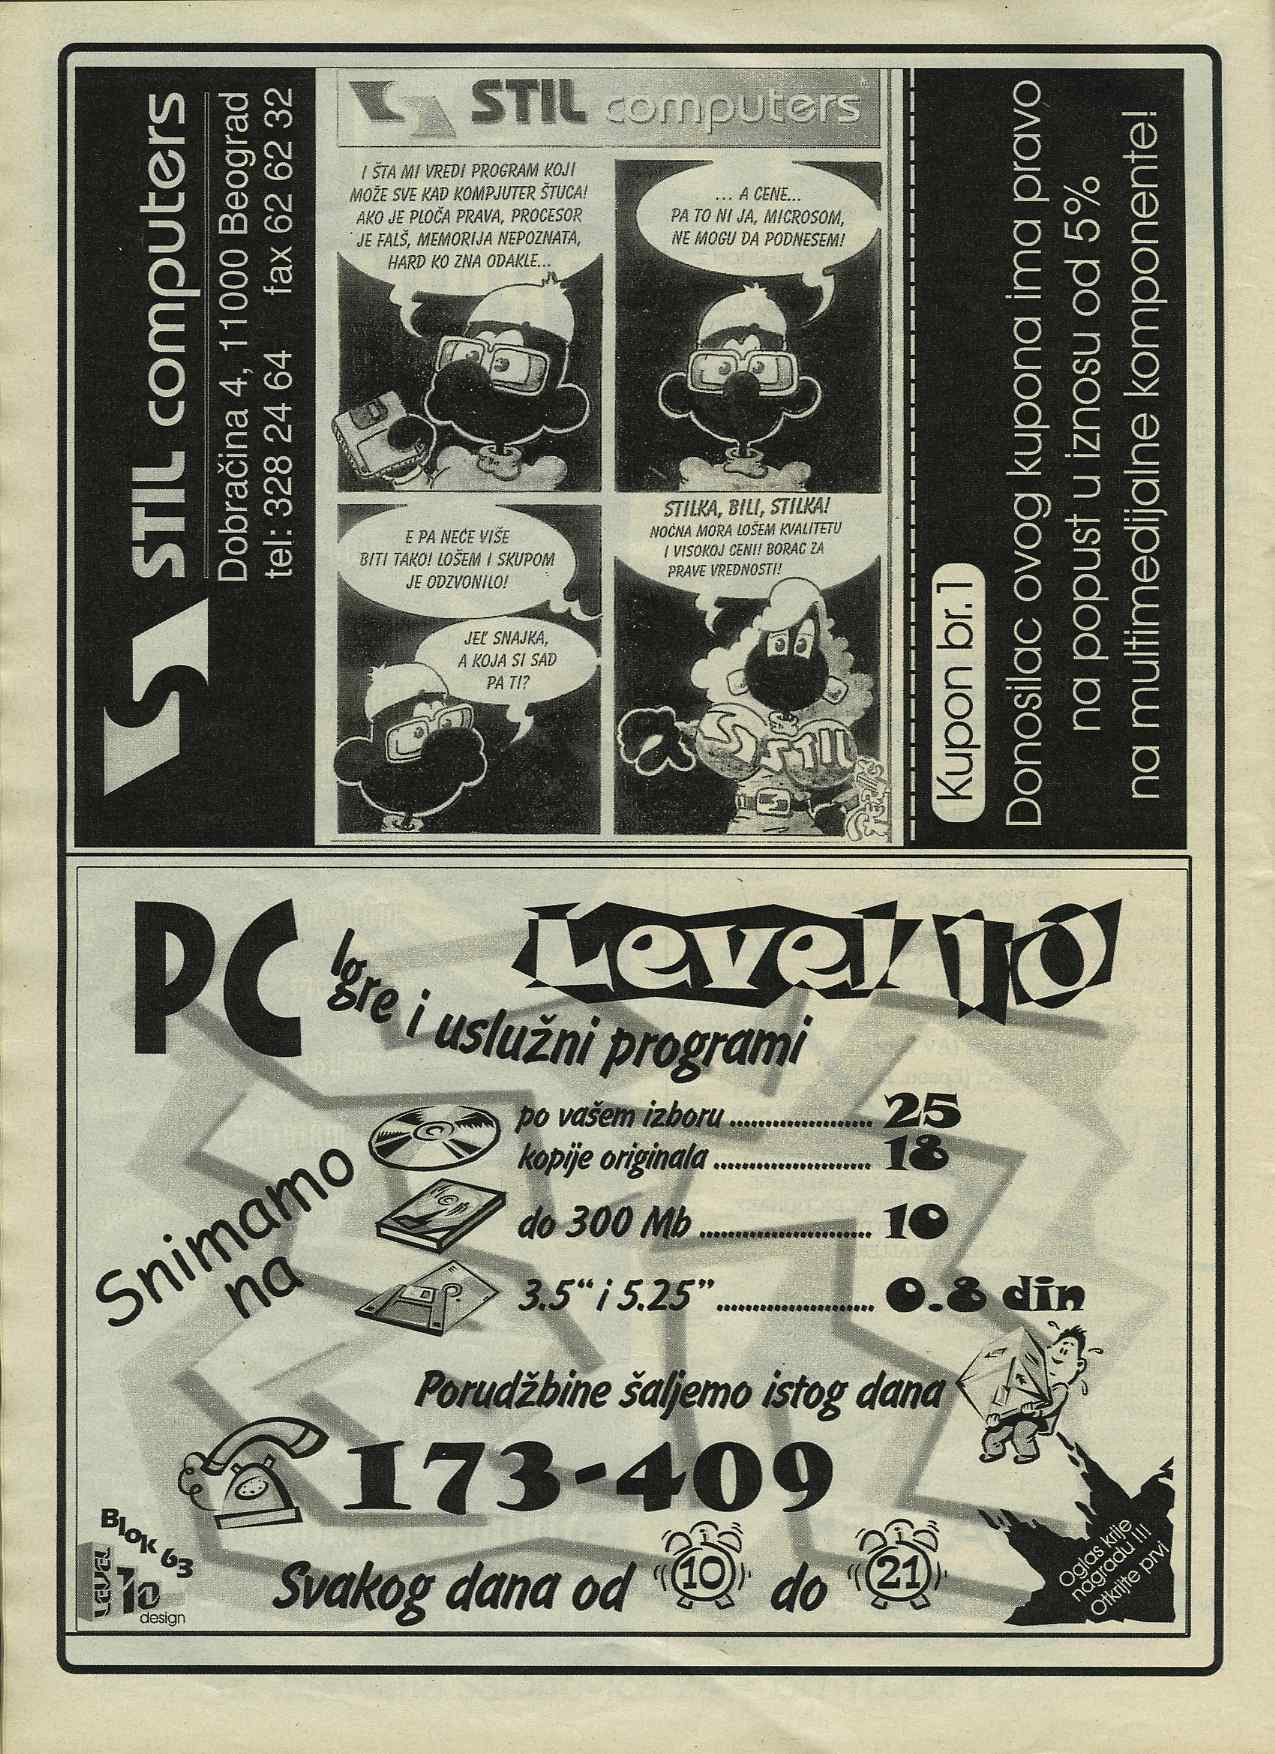 STIL computers
Dobračina 4, 11000 Beograd
tel: 328 24 64 fax 62 62 32
STIL computers
I ŠTA MI VREDI PROGRAM KOJI
MOŽE SVE KAD KOMPJUTER ŠTUCA!
AKO JE PLOČA PRAVA, PROCESOR
JE FALŠ, MEMORIJA NEPOZNATA,
HARD KO ZNA ODAKLE...
... A CENE...
PA TO NI JA, MICROSOM,
NE MOGU DA PODNESEM!
E PA NEĆE VIŠE
BITI TAKO! LOŠEM I SKUPOM
JE ODZVONILO!
JEL' SNAJKA,
A KOJA SI SAD
PA TI?
STILKA, BILI, STILKA!
NOĆNA MORA LOŠEM KVALITETU
I VISOKOJ CENI! BORAC ZA
PRAVE VREDNOSTI!
STIL
Kupon br.1
Donosilac ovog kupona ima pravo
na popust u iznosu od 5%
na multimedijalne komponente!
PC
Igre i uslužni programi
Level 10
Snimamo
na
po vašem izboru ........................ 25
kopije originala ........................... 18
do 300 Mb ............................. 10
3.5“ i 5.25” ........................... 0.8 din
Porudžbine šaljemo istog dana
173-409
Blok 63
LEVEL
10
design
Svakog dana od 10 do 21
Oglas krije
nagradu !!!
Otkrijte prvi